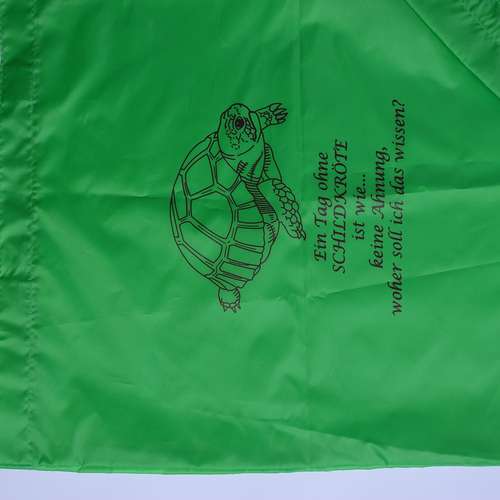 Ein Tag ohne
SCHILDKRÖTE
ist wie...
keine Ahnung,
woher soll ich das wissen?